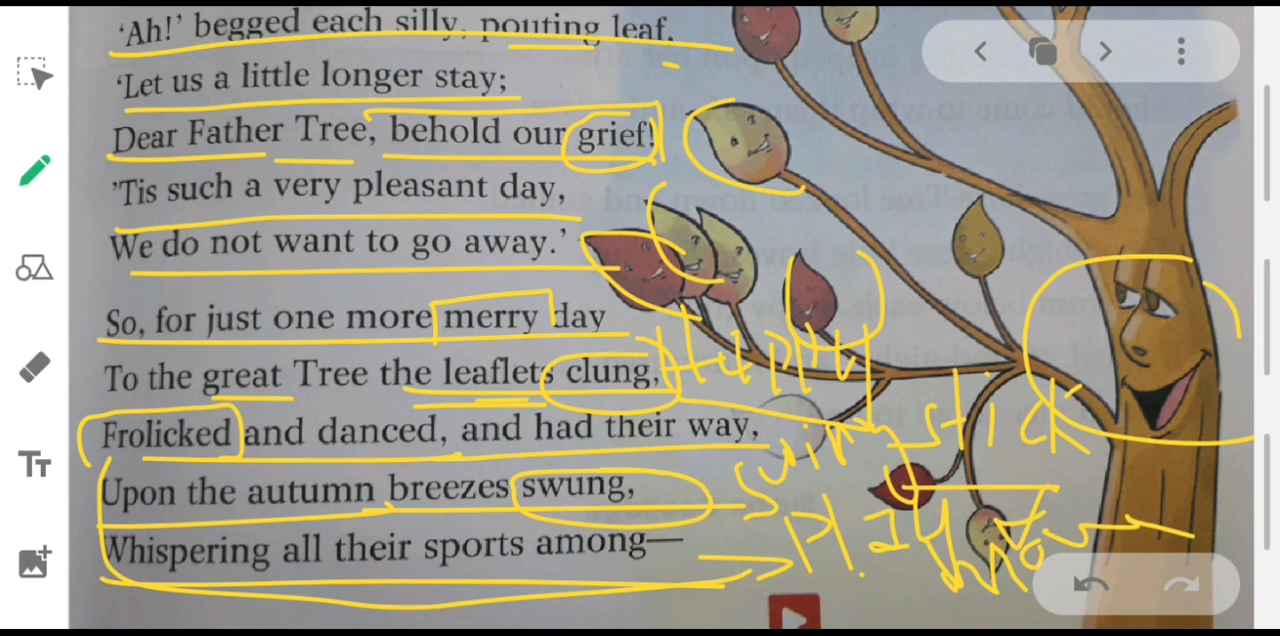 ‘Ah!’ begged each silly, pouting leaf,
‘Let us a little longer stay;
Dear Father Tree, behold our grief!
’Tis such a very pleasant day,
We do not want to go away.’
So, for just one more merry day
To the great Tree the leaflets clung,
Frolicked and danced, and had their way,
Upon the autumn breezes swung,
Whispering all their sports among—
stick
swing
TT